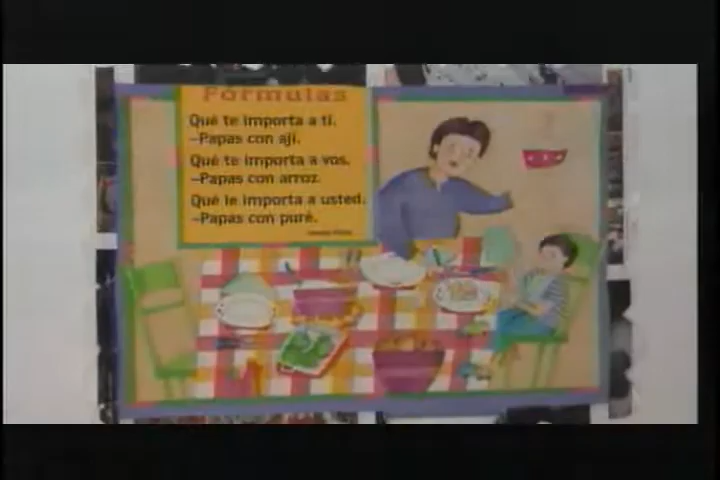 Fórmulas
Qué te importa a ti.
–Papas con ají.
Qué te importa a vos.
–Papas con arroz.
Qué le importa a usted.
–Papas con puré.